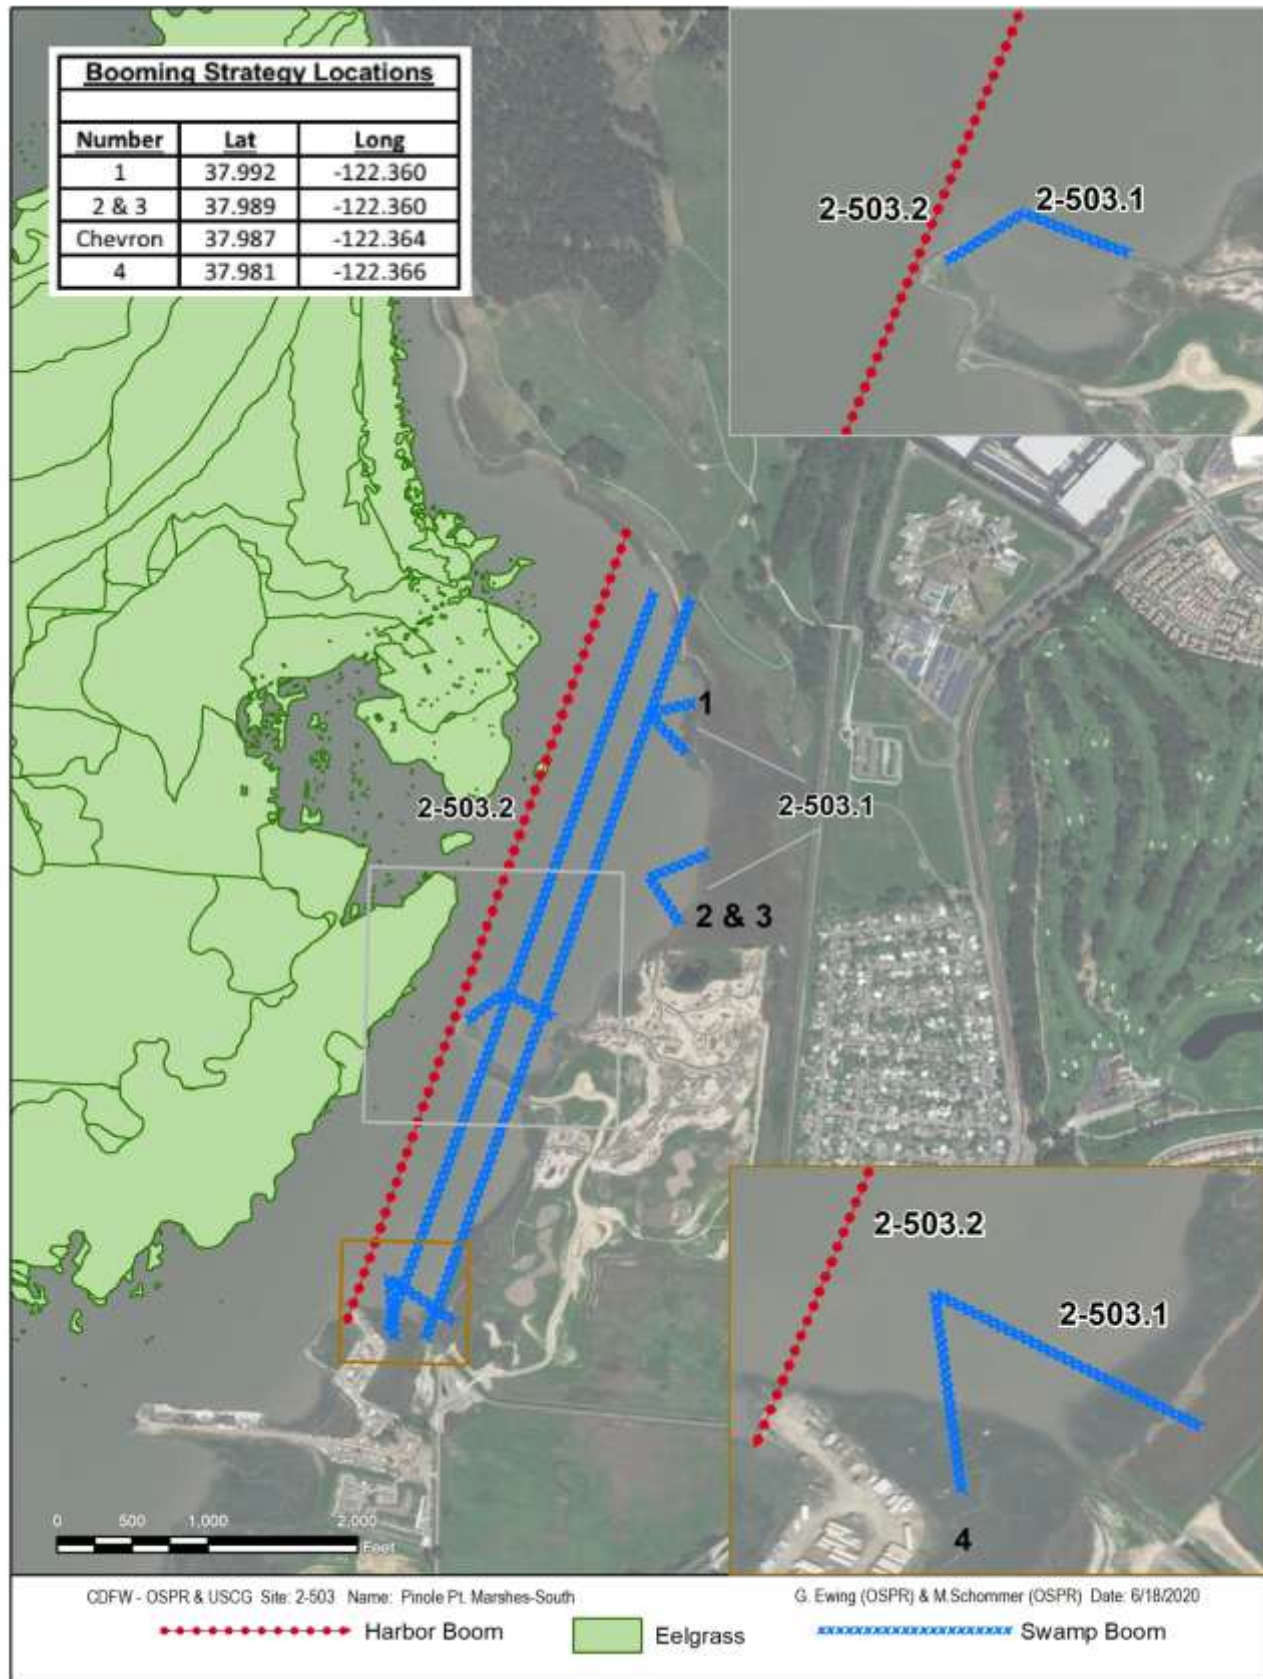 Booming Strategy Locations
Number Lat Long
1 37.992 -122.360
2 & 3 37.989 -122.360
Chevron 37.987 -122.364
4 37.981 -122.366
2-503.2
2-503.1
1
2-503.2
2-503.1
2 & 3
2-503.2
2-503.1
4
0 500 1,000 2,000
Feet
CDFW - OSPR & USCG Site: 2-503 Name: Pinole Pt. Marshes-South
G. Ewing (OSPR) & M.Schommer (OSPR) Date: 6/18/2020
Harbor Boom
Eelgrass
Swamp Boom